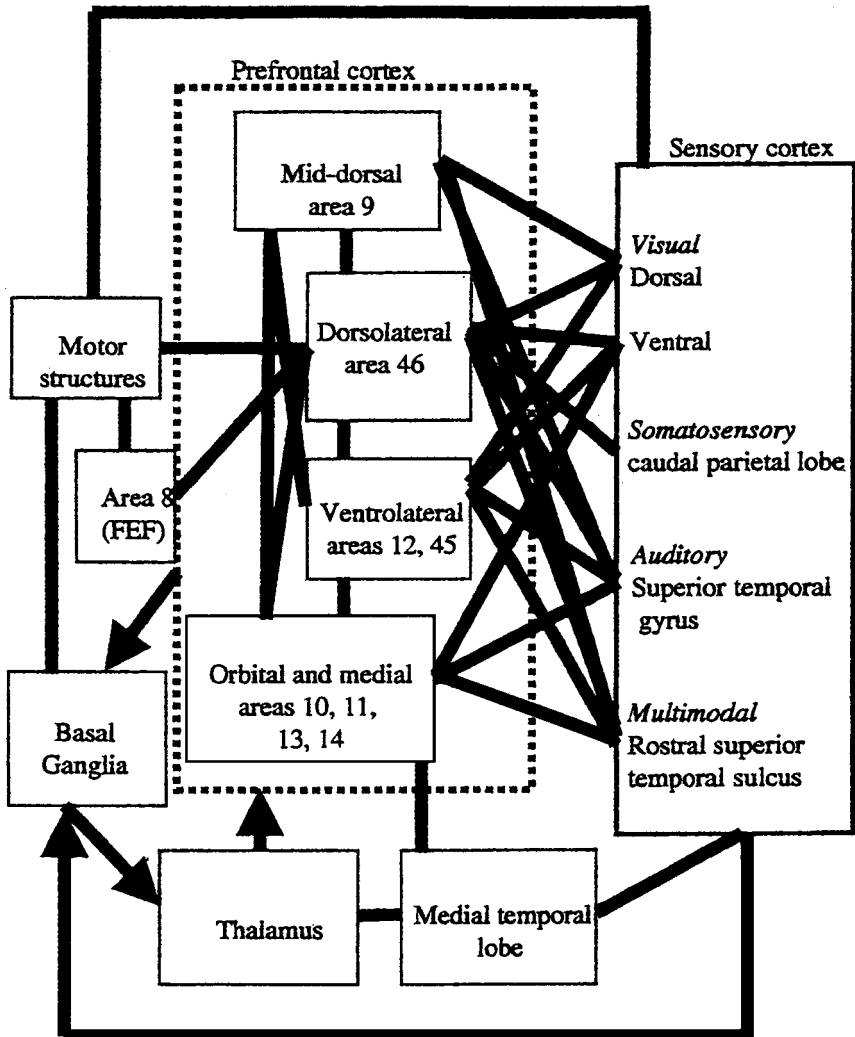 Prefrontal cortex
Mid-dorsal
area 9
Sensory cortex
Visual
Dorsal
Ventral
Somatosensory
caudal parietal lobe
Auditory
Superior temporal
gyrus
Multimodal
Rostral superior
temporal sulcus
Motor
structures
Dorsolateral
area 46
Area 8
(FEF)
Ventrolateral
areas 12, 45
Orbital and medial
areas 10, 11,
13, 14
Basal
Ganglia
Thalamus
Medial temporal
lobe